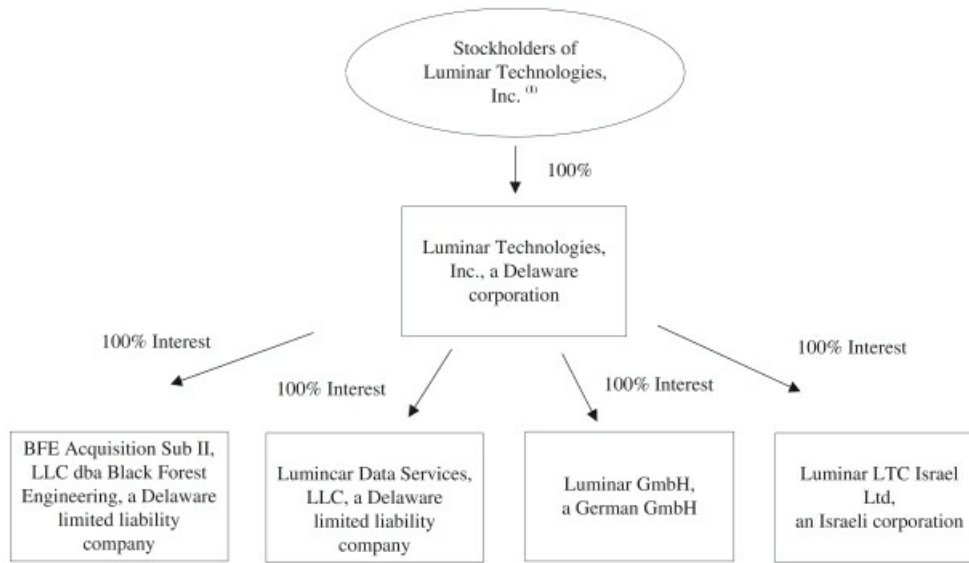 Stockholders of
Luminar Technologies,
Inc. (1)
100%
Luminar Technologies,
Inc., a Delaware
corporation
100% Interest
100% Interest
100% Interest
100% Interest
BFE Acquisition Sub II,
LLC dba Black Forest
Engineering, a Delaware
limited liability
company
Lumincar Data Services,
LLC, a Delaware
limited liability
company
Luminar GmbH,
a German GmbH
Luminar LTC Israel
Ltd,
an Israeli corporation